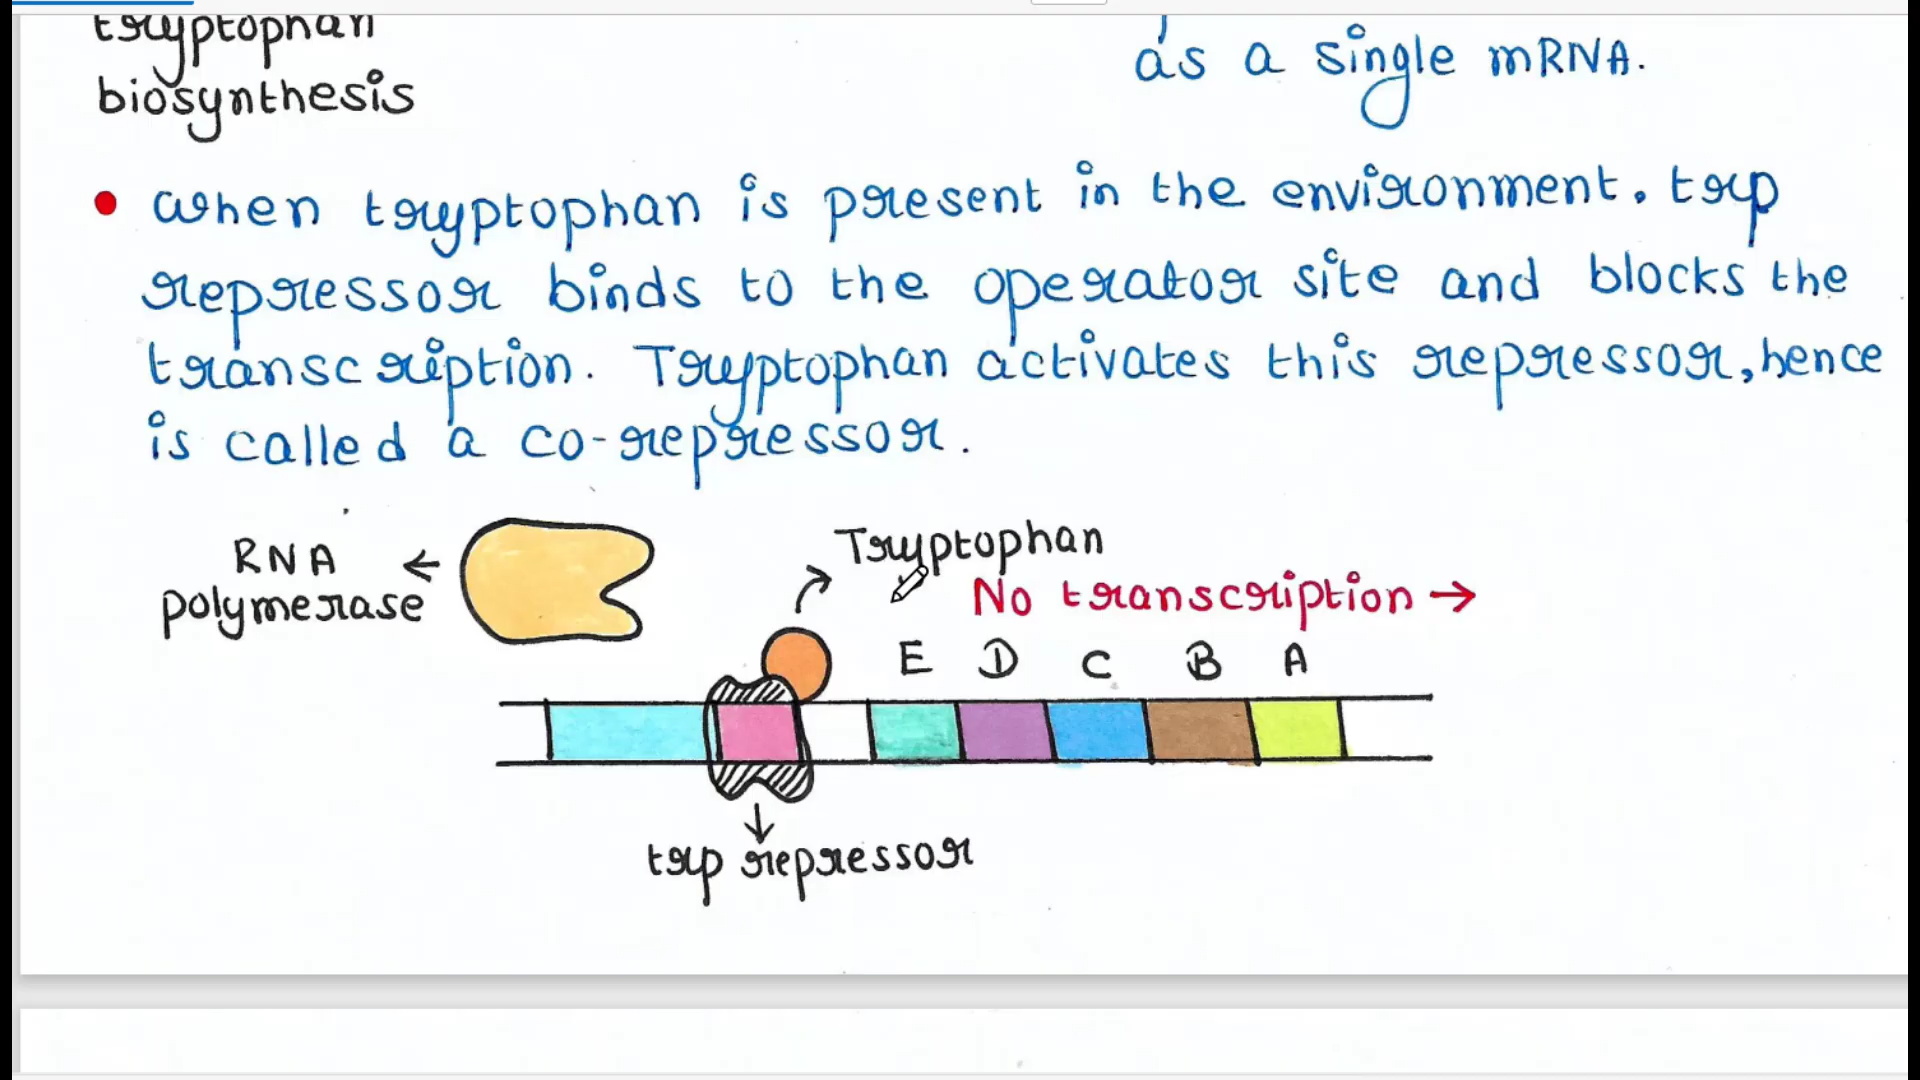 tryptophan
biosynthesis
as a single mRNA.
• When tryptophan is present in the environment. trp
repressor binds to the operator site and blocks the
transcription. Tryptophan activates this repressor, hence
is called a co-repressor.
RNA
polymerase
Tryptophan
No transcription →
E D C B A
trp repressor